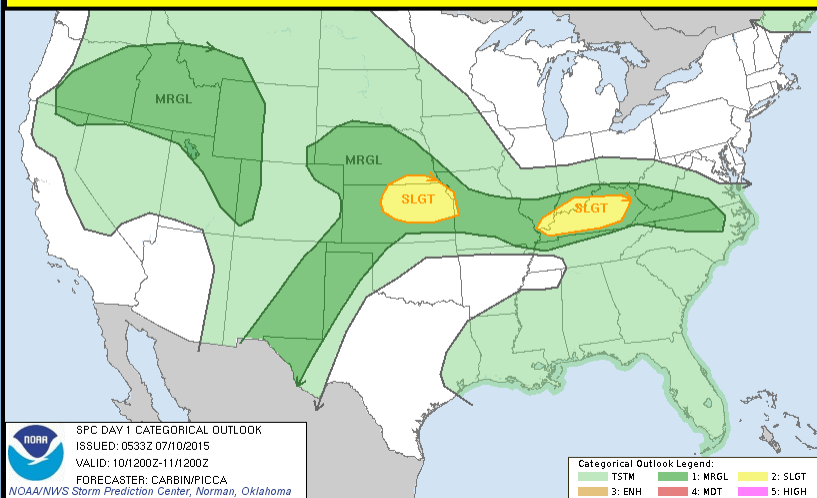 MRGL
MRGL
SLGT
SLGT
SPC DAY 1 CATEGORICAL OUTLOOK
ISSUED: 0533Z 07/10/2015
VALID: 10/1200Z-11/1200Z
FORECASTER: CARBIN/PICCA
NOAA/NWS Storm Prediction Center, Norman, Oklahoma
NOAA
Categorical Outlook Legend:
TSTM 1: MRGL 2: SLGT
3: ENH 4: MDT 5: HIGH